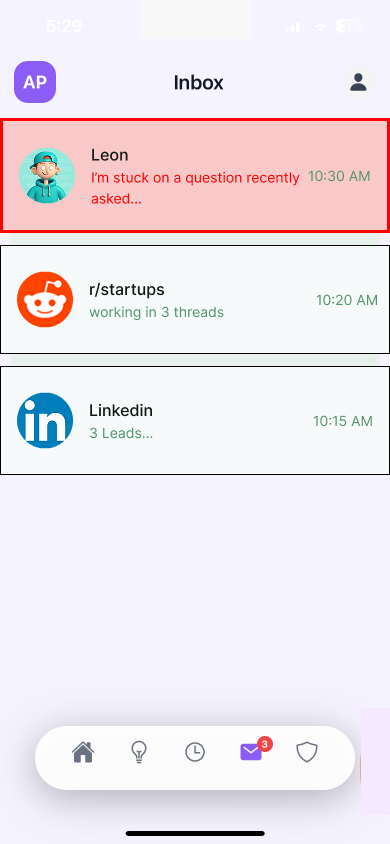 5:29
AP
Inbox
Leon
I'm stuck on a question recently
asked...
10:30 AM
r/startups
working in 3 threads
10:20 AM
in
Linkedin
3 Leads...
10:15 AM
3